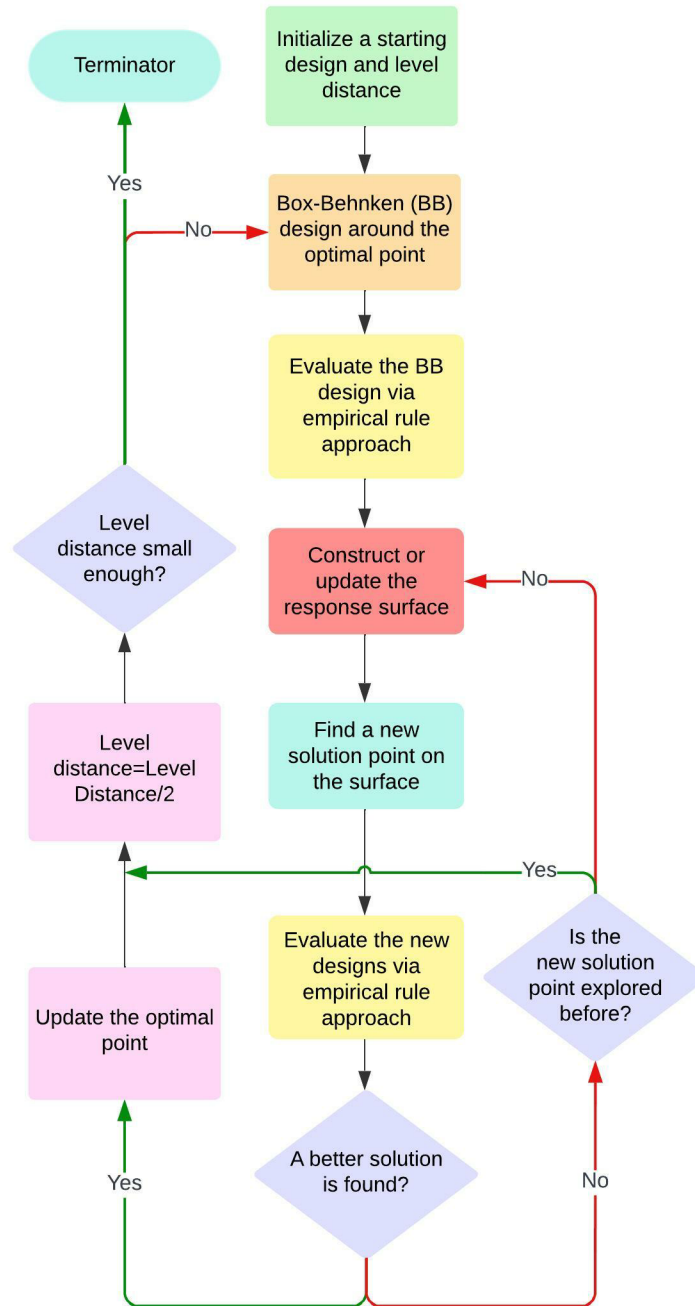 Terminator
Initialize a starting
design and level
distance
Yes
No
Box-Behnken (BB)
design around the
optimal point
Evaluate the BB
design via
empirical rule
approach
Level
distance small
enough?
Construct or
update the
response surface
No
Level
distance=Level
Distance/2
Find a new
solution point on
the surface
Yes
Update the optimal
point
Evaluate the new
designs via
empirical rule
approach
Is the
new solution
point explored
before?
Yes
A better solution
is found?
No